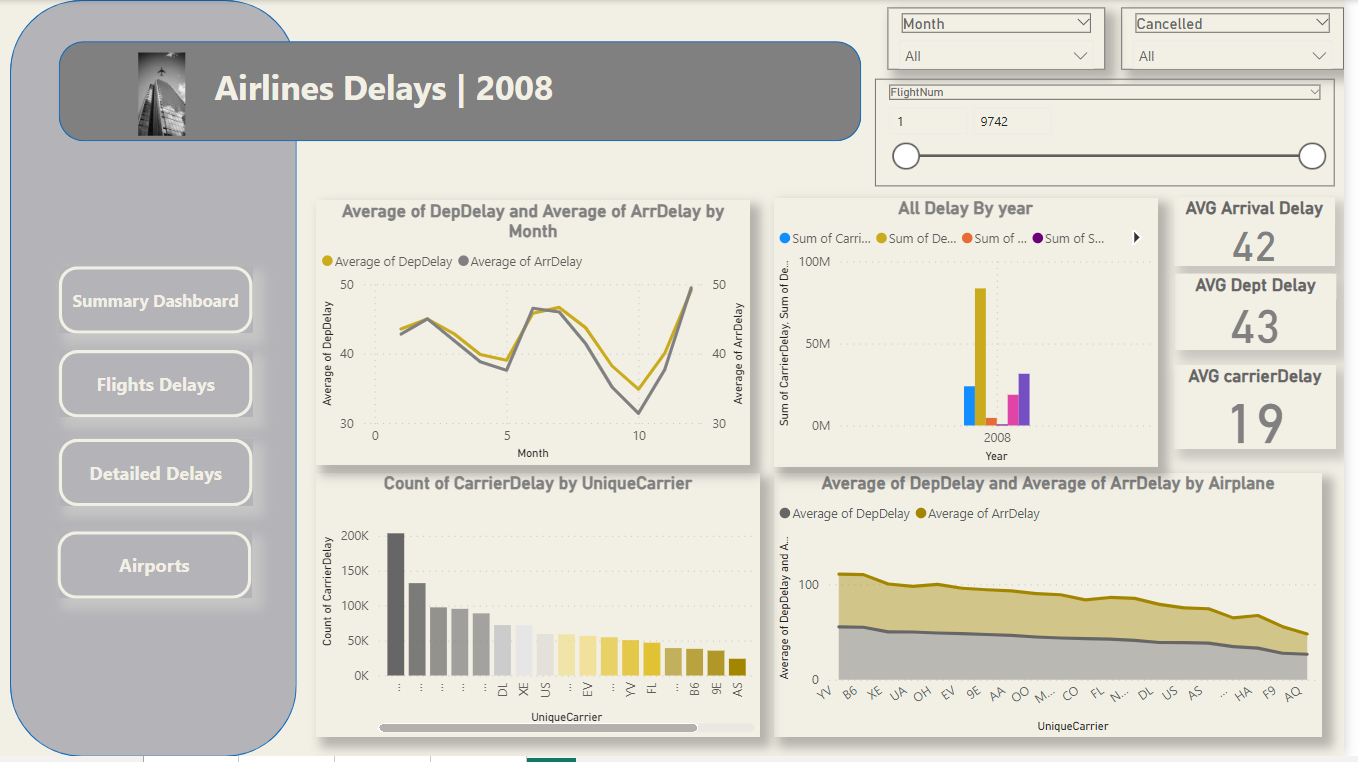 Airlines Delays | 2008
Month
All
Cancelled
All
FlightNum
1
9742
Summary Dashboard
Flights Delays
Detailed Delays
Airports
Average of DepDelay and Average of ArrDelay by
Month
Average of DepDelay
Average of ArrDelay
Average of DepDelay
50
40
30
50
40
30
Average of ArrDelay
0
5
10
Month
All Delay By year
Sum of Carri...
Sum of De...
Sum of ...
Sum of S...
Sum of CarrierDelay, Sum of De...
100M
50M
0M
2008
Year
AVG Arrival Delay
42
AVG Dept Delay
43
AVG carrierDelay
19
Count of CarrierDelay by UniqueCarrier
Count of CarrierDelay
200K
150K
100K
50K
0K
...
...
...
...
...
DL
XE
US
...
EV
...
YV
FL
...
B6
9E
AS
UniqueCarrier
Average of DepDelay and Average of ArrDelay by Airplane
Average of DepDelay
Average of ArrDelay
Average of DepDelay and A...
100
0
YV
B6
XE
UA
OH
EV
9E
AA
OO
M...
CO
FL
N...
DL
US
AS
...
HA
F9
AQ
UniqueCarrier